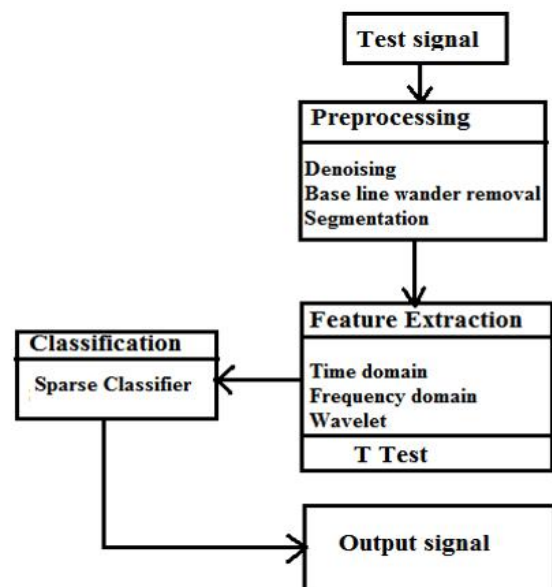 Test signal
Preprocessing
Denoising
Base line wander removal
Segmentation
Feature Extraction
Time domain
Frequency domain
Wavelet
T Test
Classification
Sparse Classifier
Output signal